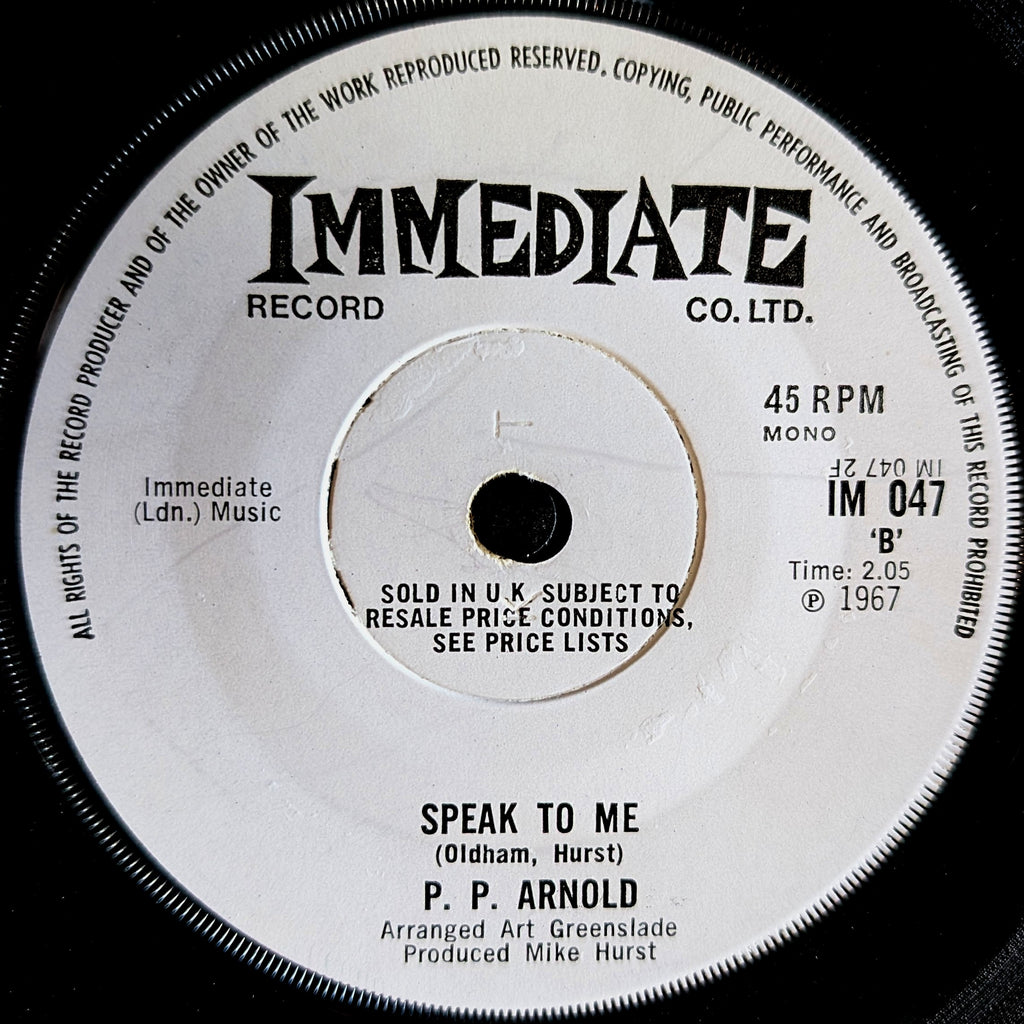 ALL RIGHTS OF THE RECORD PRODUCER AND OF THE OWNER OF THE WORK REPRODUCED RESERVED. COPYING, PUBLIC PERFORMANCE AND BROADCASTING OF THIS RECORD PROHIBITED
IMMEDIATE
RECORD CO. LTD.
45 RPM
MONO
IM 047 2F
IM 047
'B'
Time: 2.05
℗ 1967
Immediate
(Ldn.) Music
T
SOLD IN U.K. SUBJECT TO
RESALE PRICE CONDITIONS,
SEE PRICE LISTS
SPEAK TO ME
(Oldham, Hurst)
P. P. ARNOLD
Arranged Art Greenslade
Produced Mike Hurst